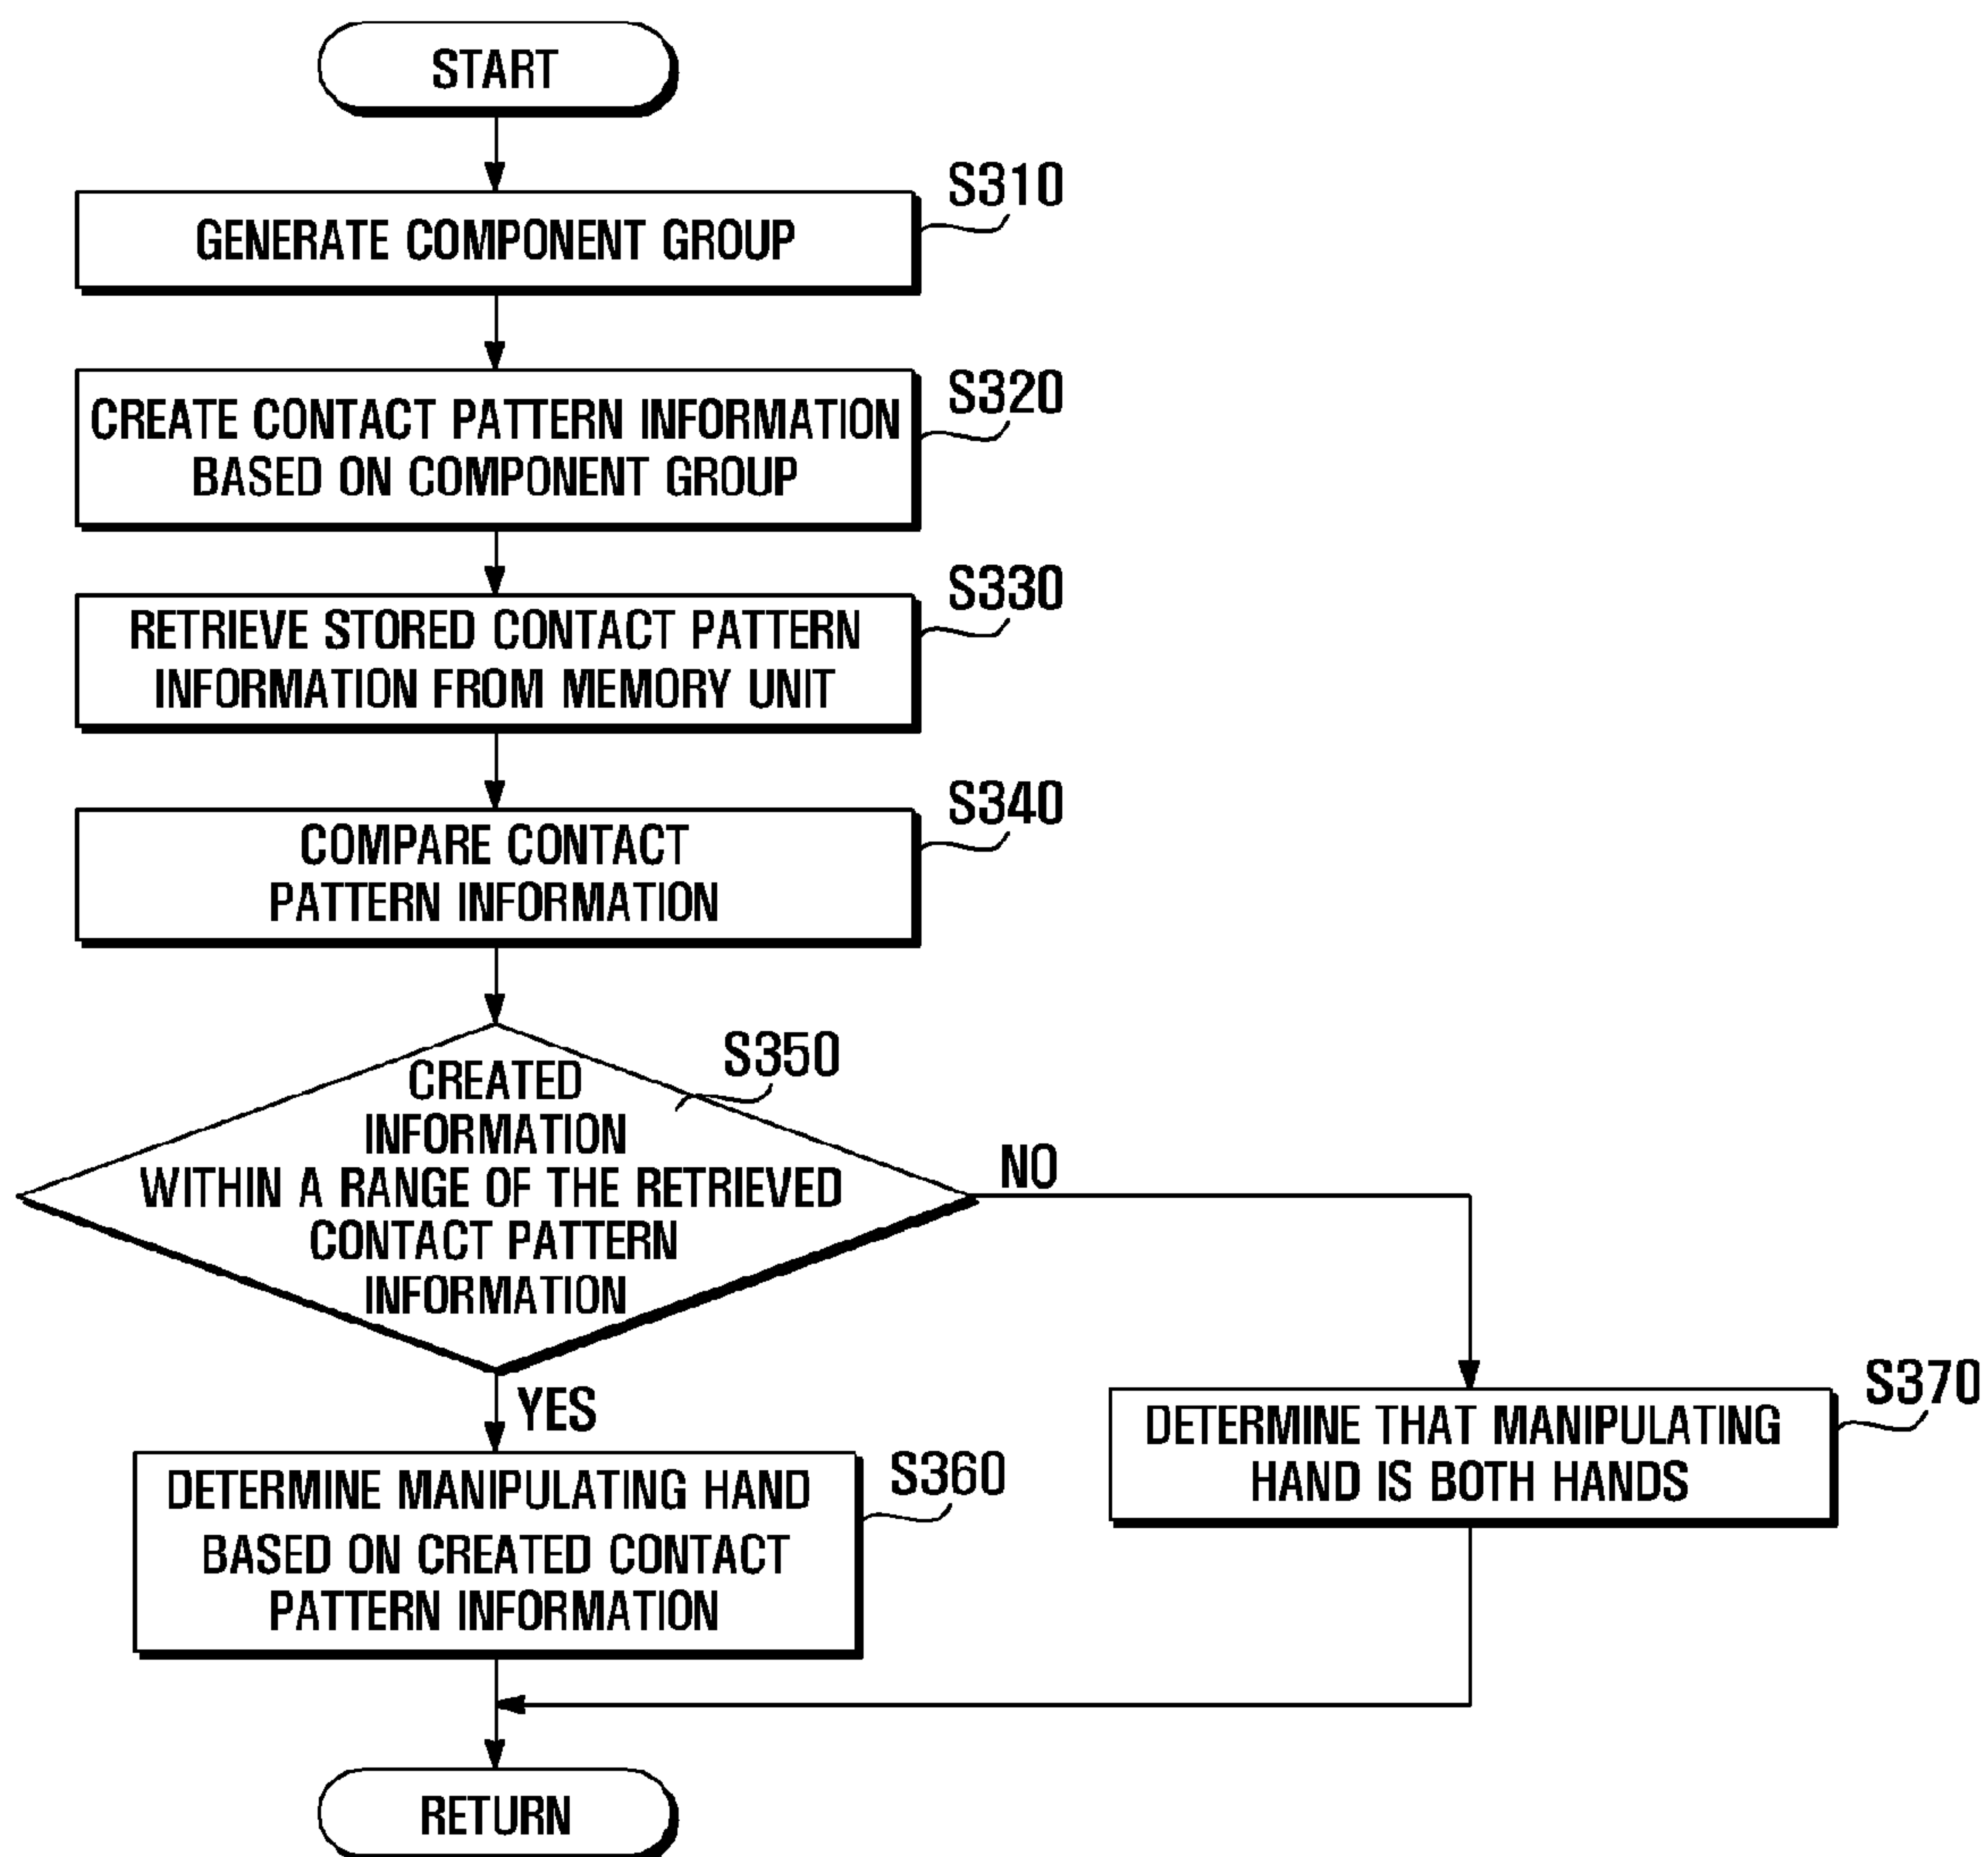 START
S310
GENERATE COMPONENT GROUP
S320
CREATE CONTACT PATTERN INFORMATION
BASED ON COMPONENT GROUP
S330
RETRIEVE STORED CONTACT PATTERN
INFORMATION FROM MEMORY UNIT
S340
COMPARE CONTACT
PATTERN INFORMATION
S350
CREATED
INFORMATION
WITHIN A RANGE OF THE RETRIEVED
CONTACT PATTERN
INFORMATION
NO
YES
S360
DETERMINE MANIPULATING HAND
BASED ON CREATED CONTACT
PATTERN INFORMATION
S370
DETERMINE THAT MANIPULATING
HAND IS BOTH HANDS
RETURN